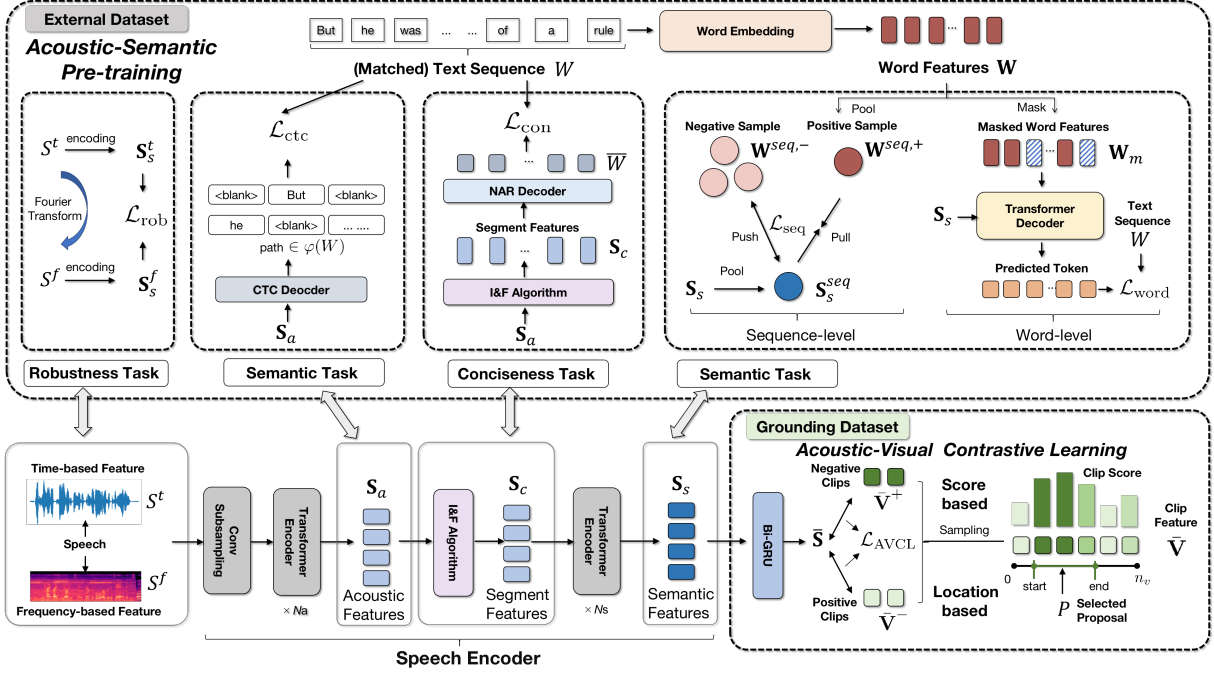 External Dataset
Acoustic-Semantic
Pre-training
But he was ... ... of a rule
Word Embedding
(Matched) Text Sequence W
Word Features W
S^t encoding S_s^t
Fourier
Transform
L_rob
S^f encoding S_s^f
L_ctc
<blank> But <blank>
he <blank> ... ...
path ∈ φ(W)
CTC Deocder
S_a
L_con
... W̅
NAR Decoder
Segment Features
... S_c
I&F Algorithm
S_a
Pool
Mask
Negative Sample
W^{seq,-}
Positive Sample
W^{seq,+}
L_seq
Push
Pull
S_s Pool S_s^{seq}
Sequence-level
Masked Word Features
... W_m
S_s
Transformer
Decoder
Text
Sequence
W
Predicted Token
... L_word
Word-level
Robustness Task
Semantic Task
Conciseness Task
Semantic Task
Time-based Feature
S^t
Speech
S^f
Frequency-based Feature
Conv
Subsampling
Transformer
Encoder
× Na
S_a
Acoustic
Features
I&F Algorithm
S_c
Segment
Features
Transformer
Encoder
× Ns
S_s
Semantic
Features
Speech Encoder
Grounding Dataset
Acoustic-Visual Contrastive Learning
Bi-GRU
S̄
Negative
Clips
V̄^+
L_AVCL
Positive
Clips
V̄^-
Score
based
Sampling
Location
based
Clip Score
Clip
Feature
V̄
0 start end n_v
P Selected
Proposal